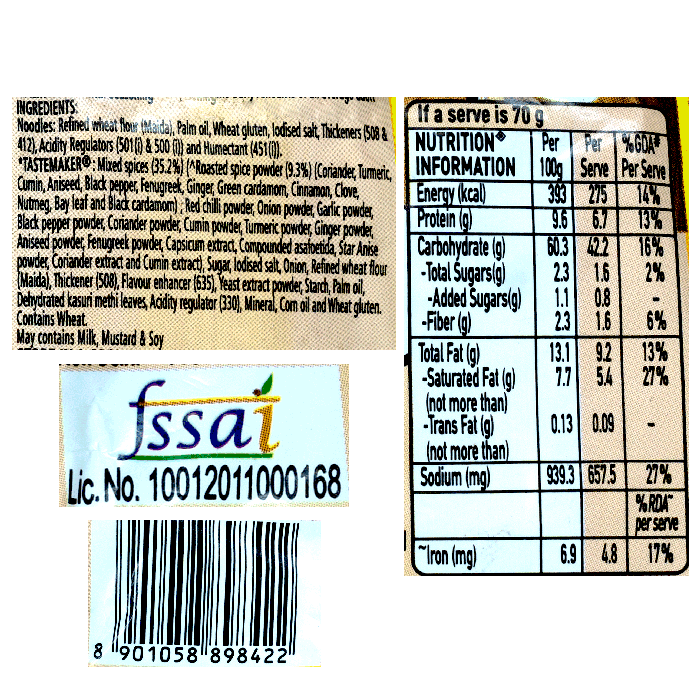 INGREDIENTS:
Noodles: Refined wheat flour (Maida), Palm oil, Wheat gluten, Iodised salt, Thickeners (508 &
412), Acidity Regulators (501(i) & 500 (i)) and Humectant (451(i)).
*TASTEMAKER®: Mixed spices (35.2%) (^Roasted spice powder (9.3%) (Coriander, Turmeric,
Cumin, Aniseed, Black pepper, Fenugreek, Ginger, Green cardamom, Cinnamon, Clove,
Nutmeg, Bay leaf and Black cardamom), Red chilli powder, Onion powder, Garlic powder,
Black pepper powder, Coriander powder, Cumin powder, Turmeric powder, Ginger powder,
Aniseed powder, Fenugreek powder, Capsicum extract, Compounded asafoetida, Star Anise
powder, Coriander extract and Cumin extract), Sugar, Iodised salt, Onion, Refined wheat flour
(Maida), Thickener (508), Flavour enhancer (635), Yeast extract powder, Starch, Palm oil,
Dehydrated kasuri methi leaves, Acidity regulator (330), Mineral, Corn oil and Wheat gluten.
Contains Wheat.
May contains Milk, Mustard & Soy
fssai
Lic. No. 10012011000168
8 901058 898422
If a serve is 70 g
NUTRITION® INFORMATION Per 100g Per Serve %GDA# Per Serve
Energy (kcal) 393 275 14%
Protein (g) 9.6 6.7 13%
Carbohydrate (g) 60.3 42.2 16%
-Total Sugars(g) 2.3 1.6 2%
-Added Sugars(g) 1.1 0.8 -
-Fiber (g) 2.3 1.6 6%
Total Fat (g) 13.1 9.2 13%
-Saturated Fat (g) 7.7 5.4 27%
(not more than)
-Trans Fat (g) 0.13 0.09 -
(not more than)
Sodium (mg) 939.3 657.5 27%
%RDA~
per serve
~Iron (mg) 6.9 4.8 17%